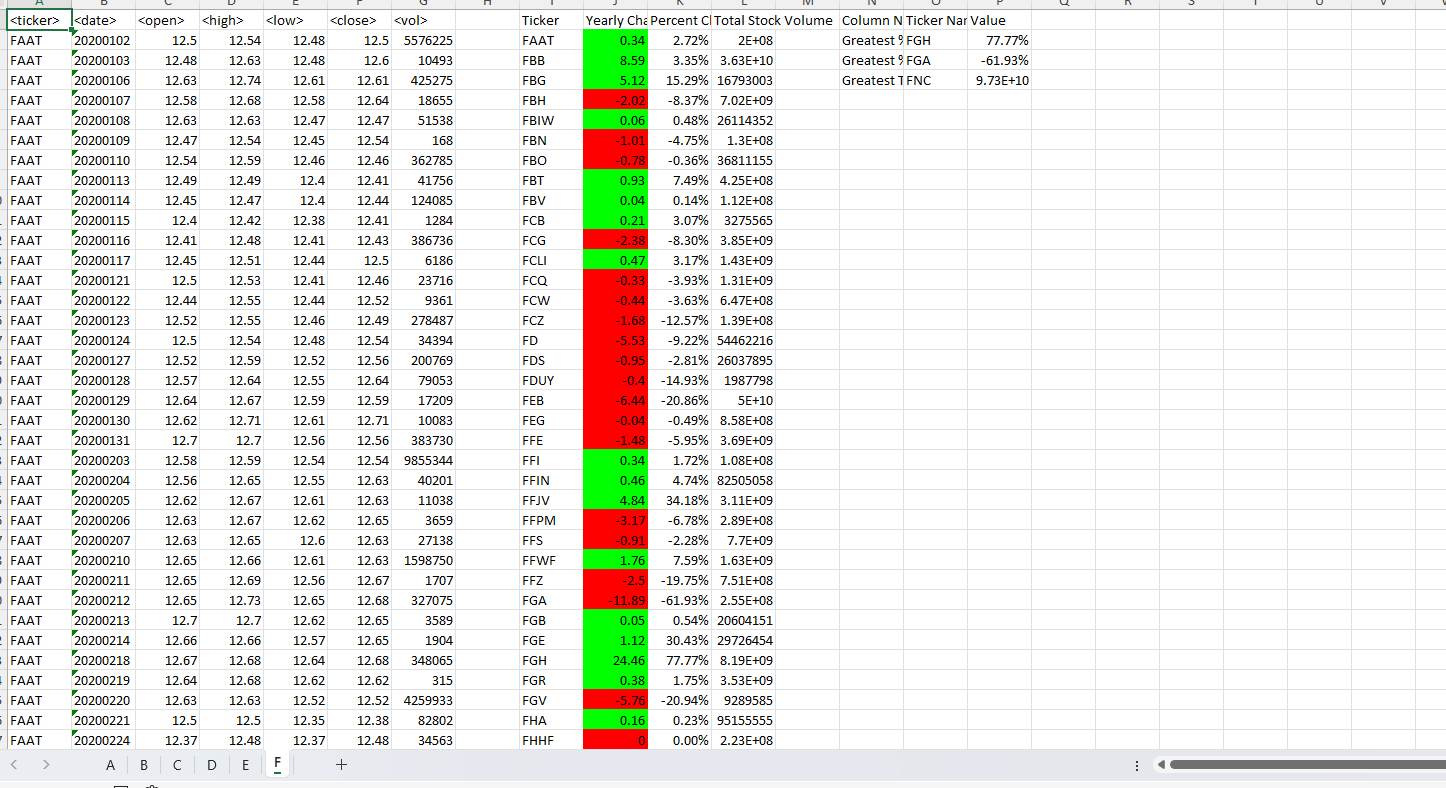 A B C D E F G H I J K L M N O P Q R S T U V
<ticker> <date> <open> <high> <low> <close> <vol> Ticker Yearly Cha Percent Cl Total Stock Volume Column N Ticker Nar Value
FAAT 20200102 12.5 12.54 12.48 12.5 5576225 FAAT 0.34 2.72% 2E+08 Greatest % FGH 77.77%
FAAT 20200103 12.48 12.63 12.48 12.6 10493 FBB 8.59 3.35% 3.63E+10 Greatest % FGA -61.93%
FAAT 20200106 12.63 12.74 12.61 12.61 425275 FBG 5.12 15.29% 16793003 Greatest T FNC 9.73E+10
FAAT 20200107 12.58 12.68 12.58 12.64 18655 FBH -2.02 -8.37% 7.02E+09
FAAT 20200108 12.63 12.63 12.47 12.47 51538 FBIW 0.06 0.48% 26114352
FAAT 20200109 12.47 12.54 12.45 12.54 168 FBN -1.01 -4.75% 1.3E+08
FAAT 20200110 12.54 12.59 12.46 12.46 362785 FBO -0.78 -0.36% 36811155
FAAT 20200113 12.49 12.49 12.4 12.41 41756 FBT 0.93 7.49% 4.25E+08
FAAT 20200114 12.45 12.47 12.4 12.44 124085 FBV 0.04 0.14% 1.12E+08
FAAT 20200115 12.4 12.42 12.38 12.41 1284 FCB 0.21 3.07% 3275565
FAAT 20200116 12.41 12.48 12.41 12.43 386736 FCG -2.38 -8.30% 3.85E+09
FAAT 20200117 12.45 12.51 12.44 12.5 6186 FCLI 0.47 3.17% 1.43E+09
FAAT 20200121 12.5 12.53 12.41 12.46 23716 FCQ -0.33 -3.93% 1.31E+09
FAAT 20200122 12.44 12.55 12.44 12.52 9361 FCW -0.44 -3.63% 6.47E+08
FAAT 20200123 12.52 12.55 12.46 12.49 278487 FCZ -1.68 -12.57% 1.39E+08
FAAT 20200124 12.5 12.54 12.48 12.54 34394 FD -5.53 -9.22% 54462216
FAAT 20200127 12.52 12.59 12.52 12.56 200769 FDS -0.95 -2.81% 26037895
FAAT 20200128 12.57 12.64 12.55 12.64 79053 FDUY -0.4 -14.93% 1987798
FAAT 20200129 12.64 12.67 12.59 12.59 17209 FEB -6.44 -20.86% 5E+10
FAAT 20200130 12.62 12.71 12.61 12.71 10083 FEG -0.04 -0.49% 8.58E+08
FAAT 20200131 12.7 12.7 12.56 12.56 383730 FFE -1.48 -5.95% 3.69E+09
FAAT 20200203 12.58 12.59 12.54 12.54 9855344 FFI 0.34 1.72% 1.08E+08
FAAT 20200204 12.56 12.65 12.55 12.63 40201 FFIN 0.46 4.74% 82505058
FAAT 20200205 12.62 12.67 12.61 12.63 11038 FFJV 4.84 34.18% 3.11E+09
FAAT 20200206 12.63 12.67 12.62 12.65 3659 FFPM -3.17 -6.78% 2.89E+08
FAAT 20200207 12.63 12.65 12.6 12.63 27138 FFS -0.91 -2.28% 7.7E+09
FAAT 20200210 12.65 12.66 12.61 12.63 1598750 FFWF 1.76 7.59% 1.63E+09
FAAT 20200211 12.65 12.69 12.56 12.67 1707 FFZ -2.5 -19.75% 7.51E+08
FAAT 20200212 12.65 12.73 12.65 12.68 327075 FGA -11.89 -61.93% 2.55E+08
FAAT 20200213 12.7 12.7 12.62 12.65 3589 FGB 0.05 0.54% 20604151
FAAT 20200214 12.66 12.66 12.57 12.65 1904 FGE 1.12 30.43% 29726454
FAAT 20200218 12.67 12.68 12.64 12.68 348065 FGH 24.46 77.77% 8.19E+09
FAAT 20200219 12.64 12.68 12.62 12.62 315 FGR 0.38 1.75% 3.53E+09
FAAT 20200220 12.63 12.63 12.52 12.52 4259933 FGV -5.76 -20.94% 9289585
FAAT 20200221 12.5 12.5 12.35 12.38 82802 FHA 0.16 0.23% 95155555
FAAT 20200224 12.37 12.48 12.37 12.48 34563 FHHF 0 0.00% 2.23E+08
A B C D E F